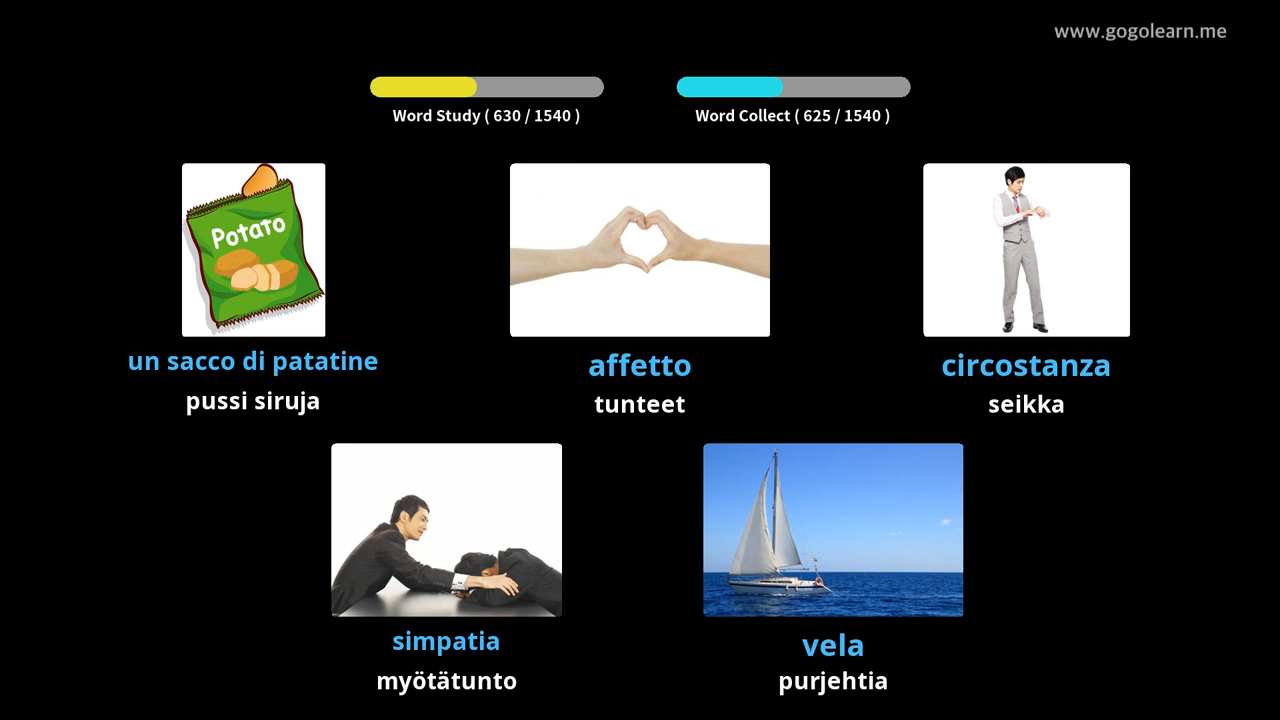 www.gogolearn.me
Word Study ( 630 / 1540 )
Word Collect ( 625 / 1540 )
Potato
un sacco di patatine
pussi siruja
affetto
tunteet
circostanza
seikka
simpatia
myötätunto
vela
purjehtia